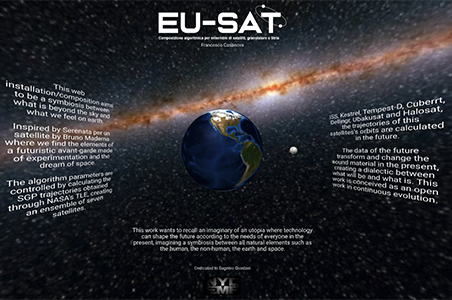 EU-SAT
Composizione algoritmica per ensemble di satelliti, granulatore e Stria
Francesco Casanova
This web
installation/composition aims
to be a symbiosis between
what is beyond the sky and
what we feel on earth.
Inspired by Serenata per un
satellite by Bruno Maderna
where we find the elements of
a futuristic avant-garde made
of experimentation and the
dream of space.
The algorithm parameters are
controlled by calculating the
SGP trajectories obtained
through NASA's TLE, creating
an ensemble of seven
satellites.
ISS, Kestrel, Tempest-D, Cuberrt,
Dellingr, Ubakusat and Halosat,
the trajectories of this
satellites's orbits are calculated
in the future.
The data of the future
transform and change the
sound material in the present,
creating a dialectic between
what will be and what is. This
work is conceived as an open
work in continuous evolution.
This work wants to recall an imaginary of an utopia where technology
can shape the future according to the needs of everyone in the
present, imagining a symbiosis between all natural elements such as
the human, the non-human, the earth and space.
Dedicated to Eugenio Giordani